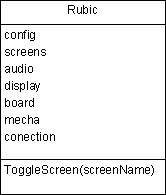 Rubic
config
screens
audio
display
board
mecha
conection
ToggleScreen(screenName)